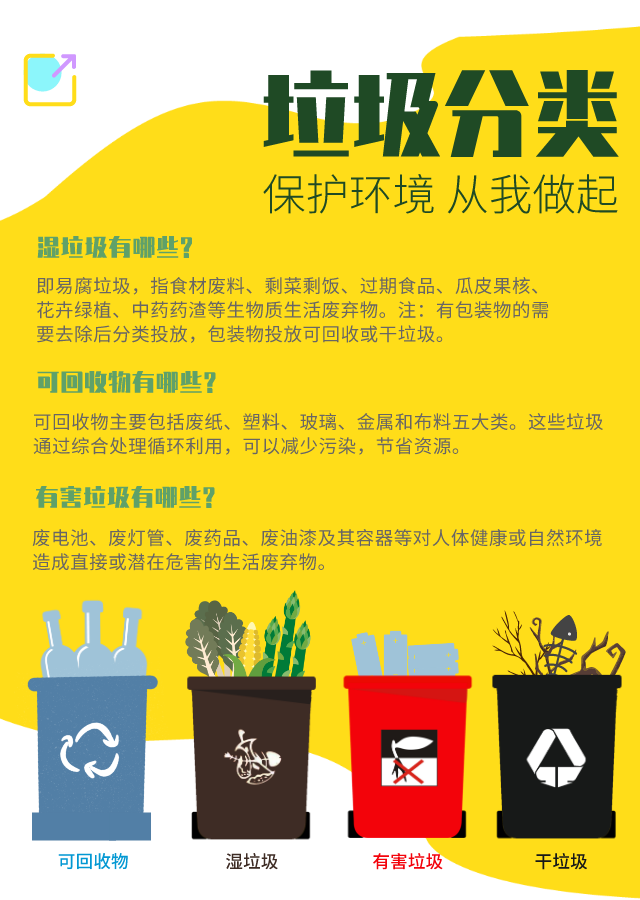 垃圾分类
保护环境 从我做起
湿垃圾有哪些?
即易腐垃圾，指食材废料、剩菜剩饭、过期食品、瓜皮果核、
花卉绿植、中药药渣等生物质生活废弃物。注：有包装物的需
要去除后分类投放，包装物投放可回收或干垃圾。
可回收物有哪些?
可回收物主要包括废纸、塑料、玻璃、金属和布料五大类。这些垃圾
通过综合处理循环利用，可以减少污染，节省资源。
有害垃圾有哪些?
废电池、废灯管、废药品、废油漆及其容器等对人体健康或自然环境
造成直接或潜在危害的生活废弃物。
可回收物
湿垃圾
有害垃圾
干垃圾